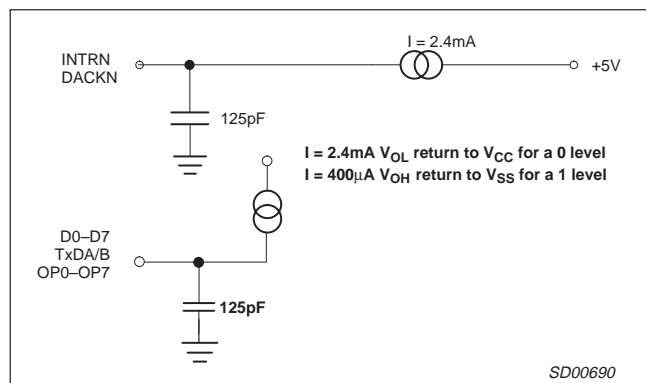 I = 2.4mA
INTRN
DACKN
+5V
125pF
I = 2.4mA VOL return to VCC for a 0 level
I = 400µA VOH return to VSS for a 1 level
D0–D7
TxDA/B
OP0–OP7
125pF
SD00690